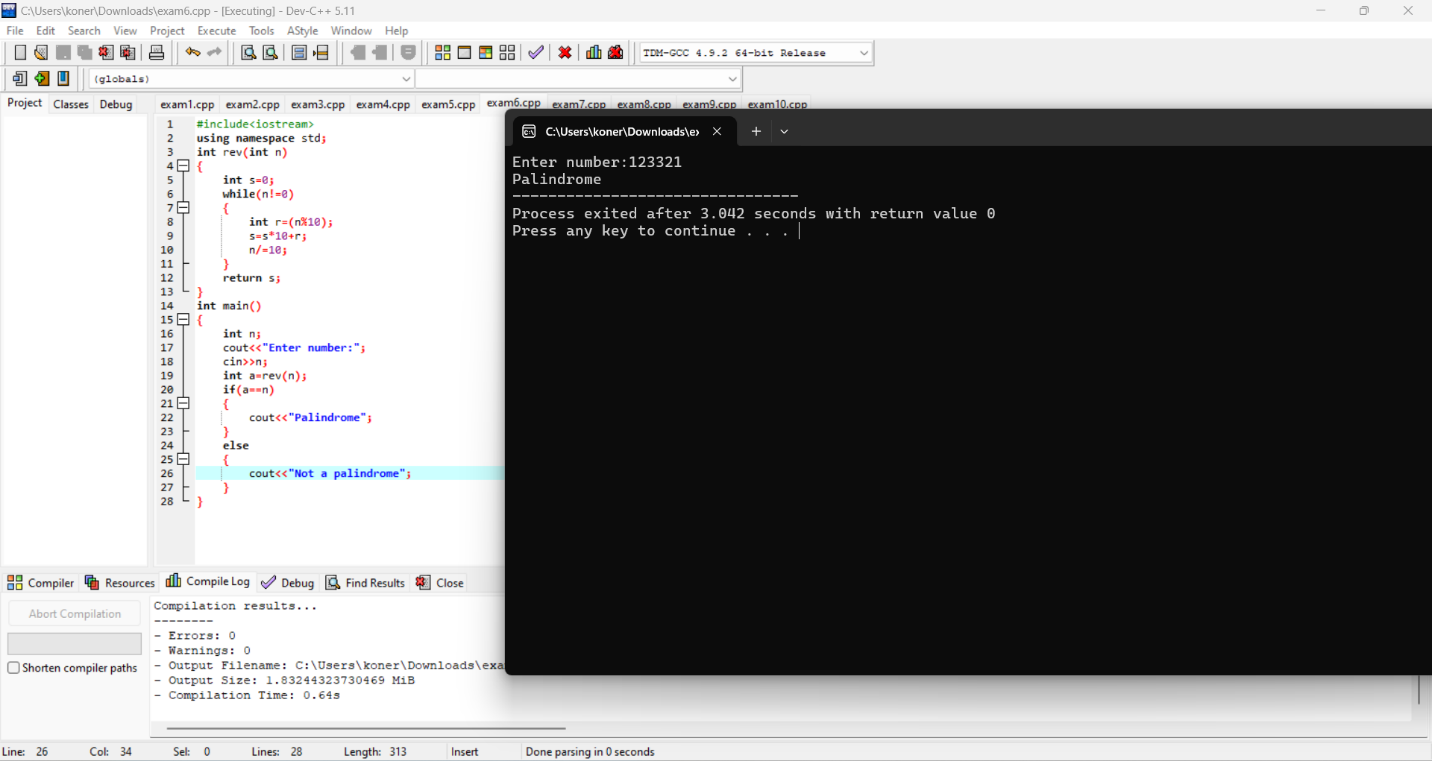 C:\Users\koner\Downloads\exam6.cpp - [Executing] - Dev-C++ 5.11
File Edit Search View Project Execute Tools AStyle Window Help
TDM-GCC 4.9.2 64-bit Release
(globals)
Project Classes Debug
exam1.cpp exam2.cpp exam3.cpp exam4.cpp exam5.cpp exam6.cpp exam7.cpp exam8.cpp exam9.cpp exam10.cpp
1 #include<iostream>
2 using namespace std;
3 int rev(int n)
4 {
5 int s=0;
6 while(n!=0)
7 {
8 int r=(n%10);
9 s=s*10+r;
10 n/=10;
11 }
12 return s;
13 }
14 int main()
15 {
16 int n;
17 cout<<"Enter number:";
18 cin>>n;
19 int a=rev(n);
20 if(a==n)
21 {
22 cout<<"Palindrome";
23 }
24 else
25 {
26 cout<<"Not a palindrome";
27 }
28 }
C:\Users\koner\Downloads\ex
Enter number:123321
Palindrome
--------------------------------
Process exited after 3.042 seconds with return value 0
Press any key to continue . . .
Compiler Resources Compile Log Debug Find Results Close
Abort Compilation
Shorten compiler paths
Compilation results...
--------
- Errors: 0
- Warnings: 0
- Output Filename: C:\Users\koner\Downloads\exa
- Output Size: 1.83244323730469 MiB
- Compilation Time: 0.64s
Line: 26 Col: 34 Sel: 0 Lines: 28 Length: 313 Insert Done parsing in 0 seconds